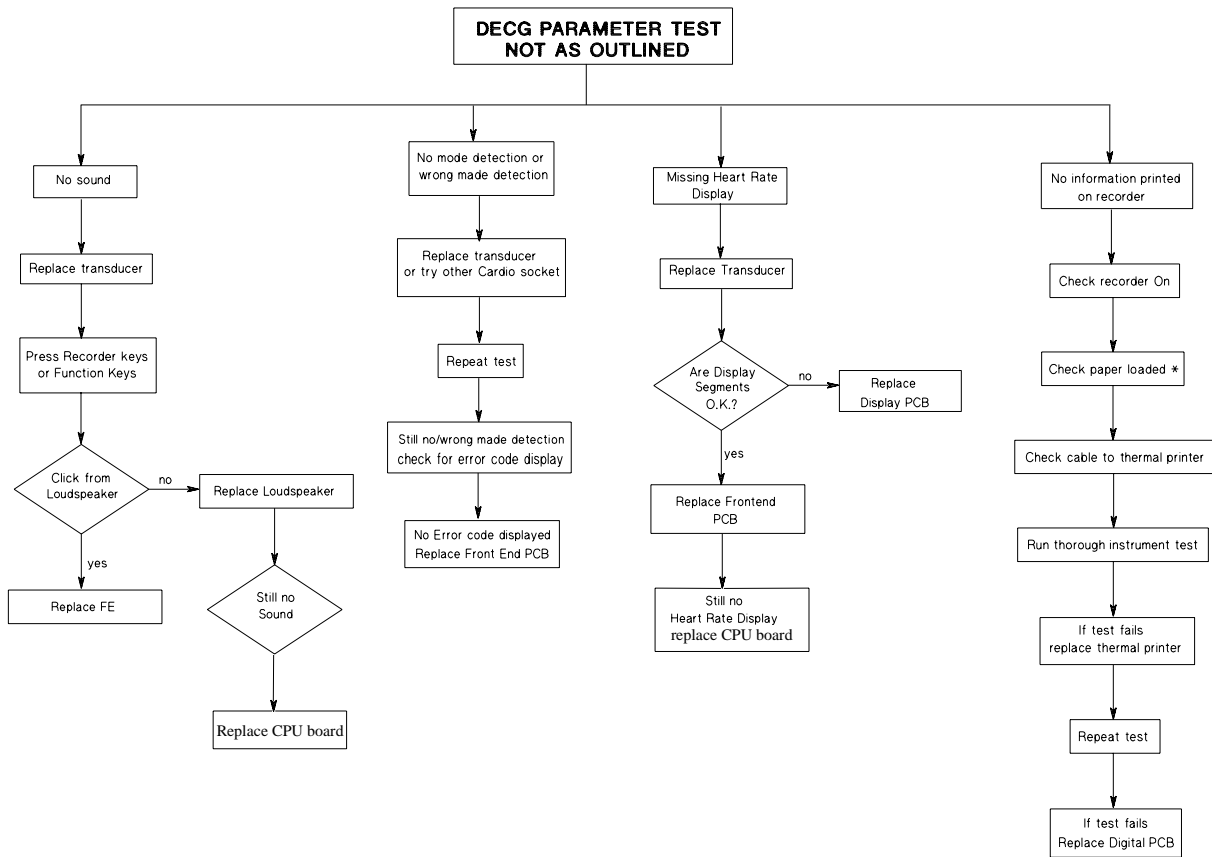 DECG PARAMETER TEST
NOT AS OUTLINED
No sound
Replace transducer
Press Recorder keys
or Function Keys
Click from
Loudspeaker
no
Replace Loudspeaker
yes
Replace FE
Still no
Sound
Replace CPU board
No mode detection or
wrong made detection
Replace transducer
or try other Cardio socket
Repeat test
Still no/wrong made detection
check for error code display
No Error code displayed
Replace Front End PCB
Missing Heart Rate
Display
Replace Transducer
Are Display
Segments
O.K.?
no
Replace
Display PCB
yes
Replace Frontend
PCB
Still no
Heart Rate Display
replace CPU board
No information printed
on recorder
Check recorder On
Check paper loaded *
Check cable to thermal printer
Run thorough instrument test
If test fails
replace thermal printer
Repeat test
If test fails
Replace Digital PCB